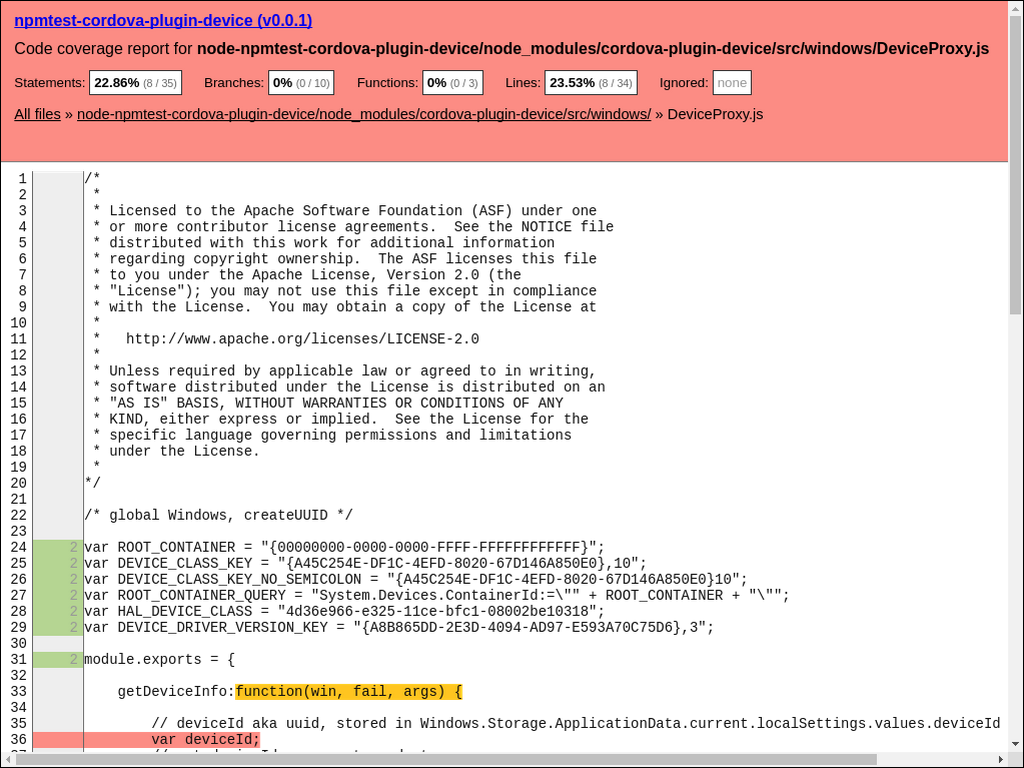 npmtest-cordova-plugin-device (v0.0.1)
Code coverage report for node-npmtest-cordova-plugin-device/node_modules/cordova-plugin-device/src/windows/DeviceProxy.js
Statements: 22.86% (8 / 35) Branches: 0% (0 / 10) Functions: 0% (0 / 3) Lines: 23.53% (8 / 34) Ignored: none
All files » node-npmtest-cordova-plugin-device/node_modules/cordova-plugin-device/src/windows/ » DeviceProxy.js
1 /*
2 *
3 * Licensed to the Apache Software Foundation (ASF) under one
4 * or more contributor license agreements.  See the NOTICE file
5 * distributed with this work for additional information
6 * regarding copyright ownership.  The ASF licenses this file
7 * to you under the Apache License, Version 2.0 (the
8 * "License"); you may not use this file except in compliance
9 * with the License.  You may obtain a copy of the License at
10 *
11 *   http://www.apache.org/licenses/LICENSE-2.0
12 *
13 * Unless required by applicable law or agreed to in writing,
14 * software distributed under the License is distributed on an
15 * "AS IS" BASIS, WITHOUT WARRANTIES OR CONDITIONS OF ANY
16 * KIND, either express or implied.  See the License for the
17 * specific language governing permissions and limitations
18 * under the License.
19 *
20 */
21
22 /* global Windows, createUUID */
23
24 2 var ROOT_CONTAINER = "{00000000-0000-0000-FFFF-FFFFFFFFFFFF}";
25 2 var DEVICE_CLASS_KEY = "{A45C254E-DF1C-4EFD-8020-67D146A850E0},10";
26 2 var DEVICE_CLASS_KEY_NO_SEMICOLON = "{A45C254E-DF1C-4EFD-8020-67D146A850E0}10";
27 2 var ROOT_CONTAINER_QUERY = "System.Devices.ContainerId:=\"" + ROOT_CONTAINER + "\"";
28 2 var HAL_DEVICE_CLASS = "4d36e966-e325-11ce-bfc1-08002be10318";
29 2 var DEVICE_DRIVER_VERSION_KEY = "{A8B865DD-2E3D-4094-AD97-E593A70C75D6},3";
30
31 2 module.exports = {
32
33 getDeviceInfo:function(win, fail, args) {
34
35 // deviceId aka uuid, stored in Windows.Storage.ApplicationData.current.localSettings.values.deviceId
36 var deviceId;